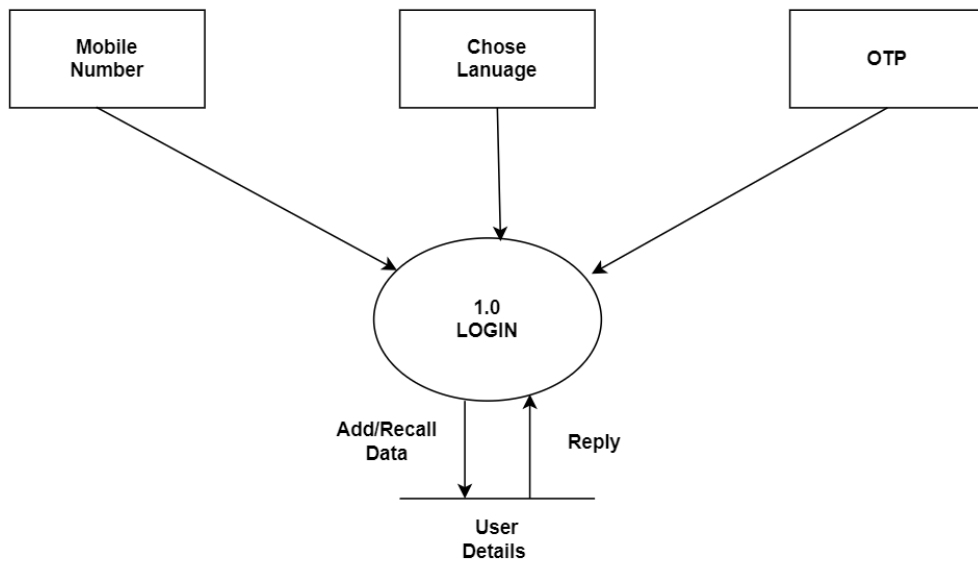 Mobile
Number
Chose
Lanuage
OTP
1.0
LOGIN
Add/Recall
Data
Reply
User
Details